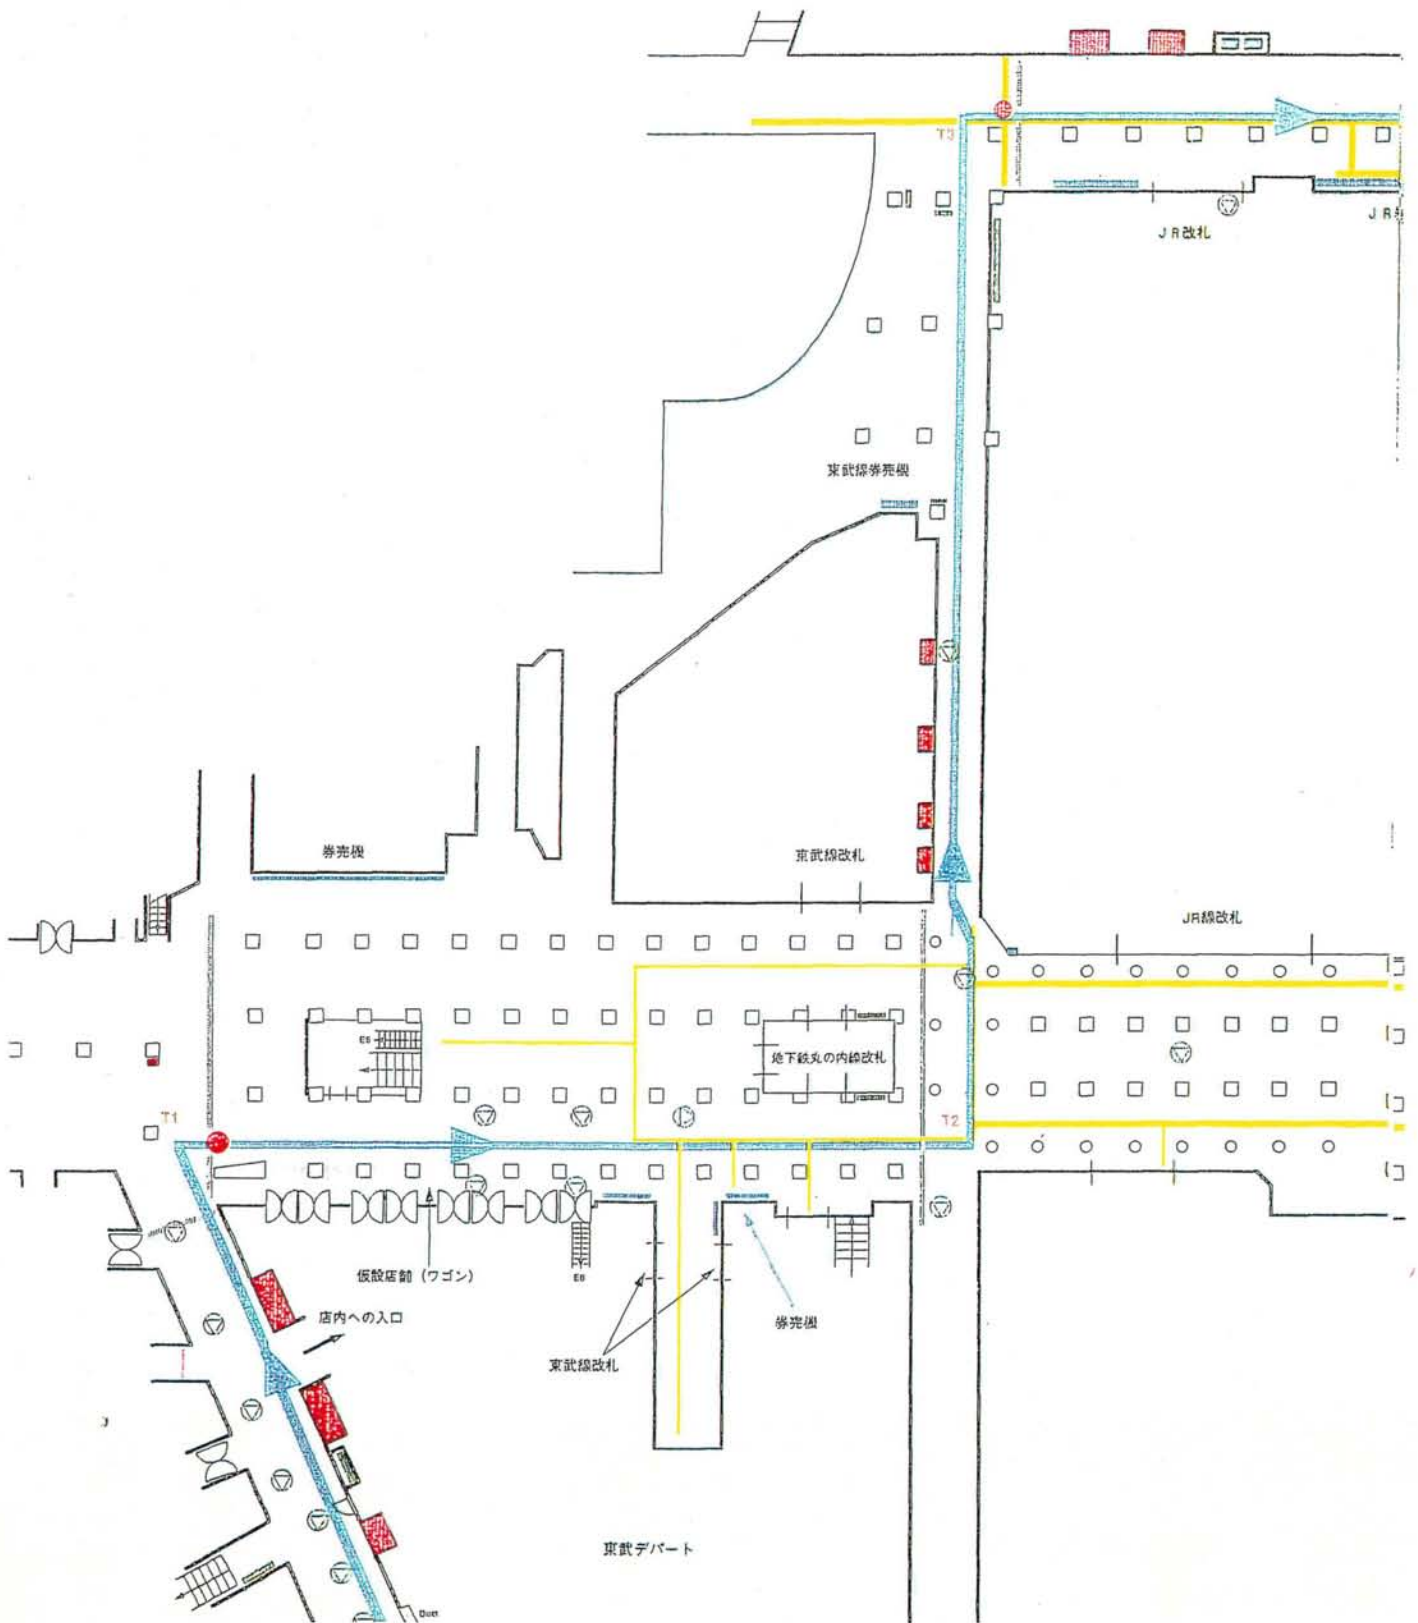 T3
JR改札
JR
東武線券売機
券売機
東武線改札
JR線改札
ES
地下鉄丸の内線改札
T1
T2
仮設店舗（ワゴン）
ES
店内への入口
券売機
東武線改札
東武デパート
Duct